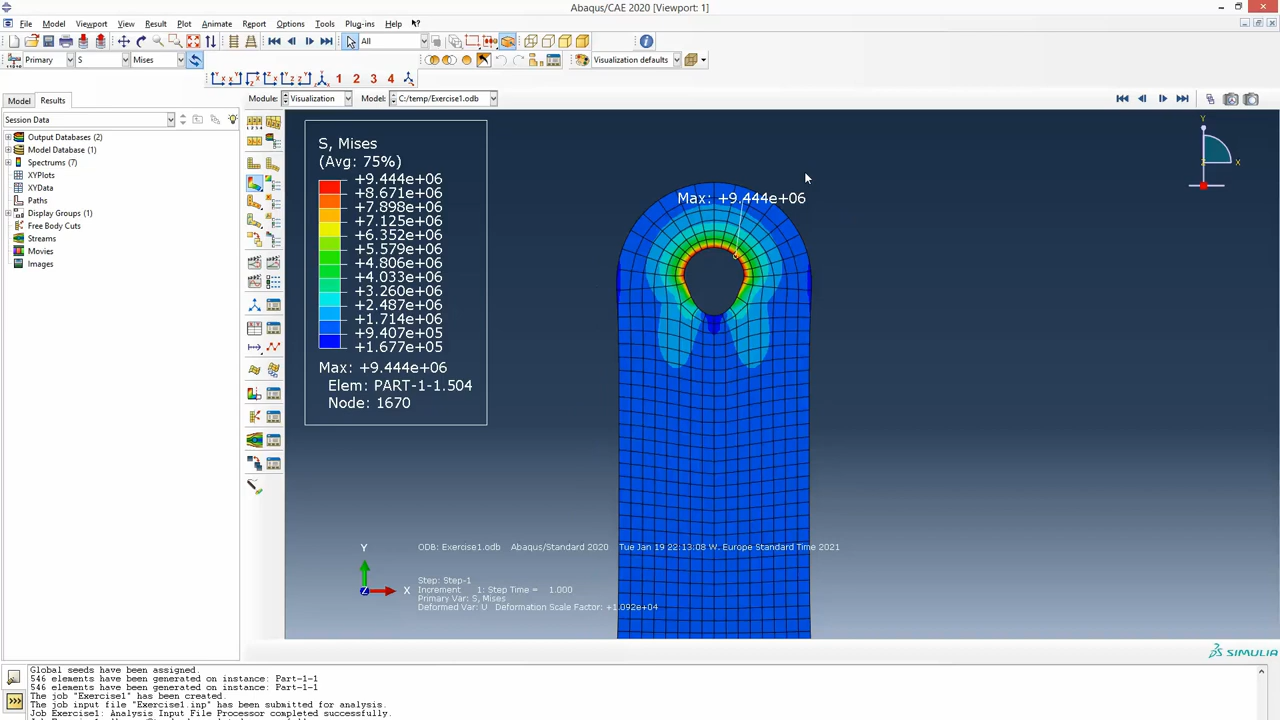 Abaqus/CAE 2020 [Viewport: 1]
File Model Viewport View Result Plot Animate Report Options Tools Plug-ins Help
All
Primary S Mises Visualization defaults
1 2 3 4
Model Results Module: Visualization Model: C:/temp/Exercise1.odb
Session Data
Output Databases (2)
Model Database (1)
Spectrums (7)
XYPlots
XYData
Paths
Display Groups (1)
Free Body Cuts
Streams
Movies
Images
S, Mises
(Avg: 75%)
+9.444e+06
+8.671e+06
+7.898e+06
+7.125e+06
+6.352e+06
+5.579e+06
+4.806e+06
+4.033e+06
+3.260e+06
+2.487e+06
+1.714e+06
+9.407e+05
+1.677e+05
Max: +9.444e+06
Elem: PART-1-1.504
Node: 1670
Max: +9.444e+06
Y
X
Z
Y
X
Z
ODB: Exercise1.odb Abaqus/Standard 2020 Tue Jan 19 22:13:08 W. Europe Standard Time 2021
Step: Step-1
Increment 1: Step Time = 1.000
Primary Var: S, Mises
Deformed Var: U Deformation Scale Factor: +1.092e+04
SIMULIA
Global seeds have been assigned.
546 elements have been generated on instance: Part-1-1
546 elements have been generated on instance: Part-1-1
The job "Exercise1" has been created.
The job input file "Exercise1.inp" has been submitted for analysis.
Job Exercise1: Analysis Input File Processor completed successfully.